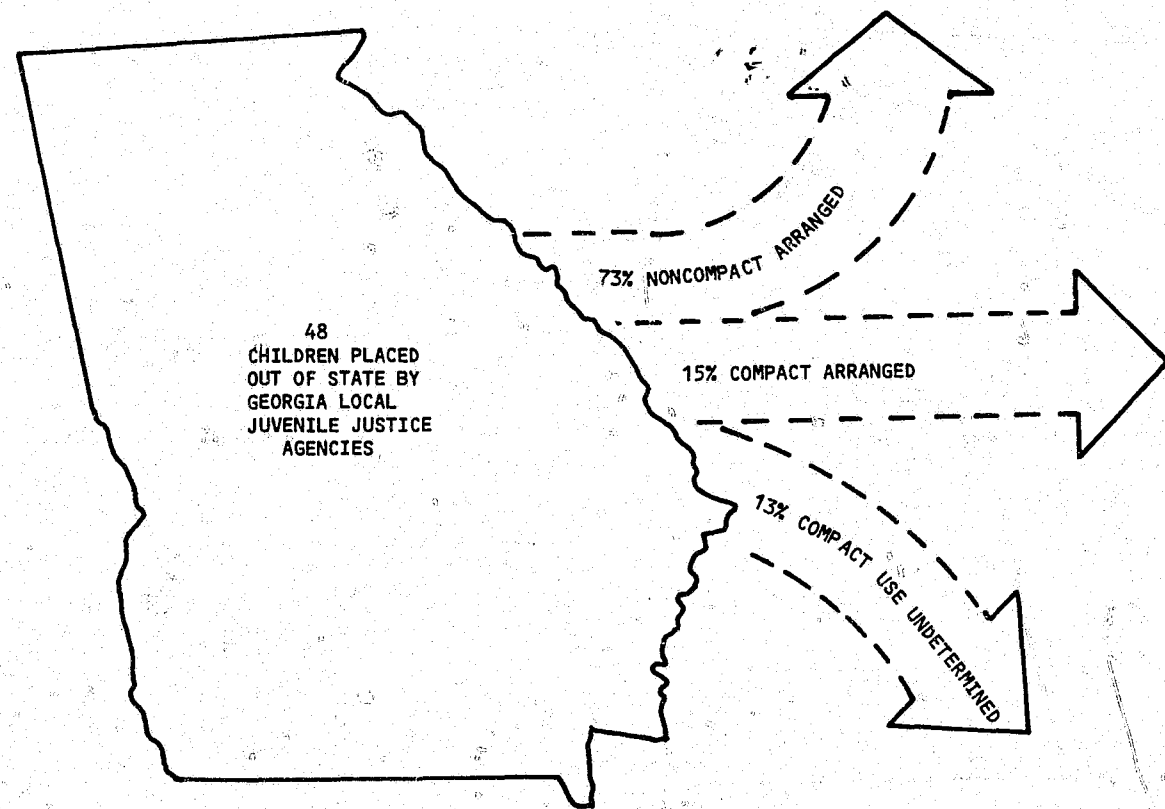 48
CHILDREN PLACED
OUT OF STATE BY
GEORGIA LOCAL
JUVENILE JUSTICE
AGENCIES
73% NONCOMPACT ARRANGED
15% COMPACT ARRANGED
13% COMPACT USE UNDETERMINED